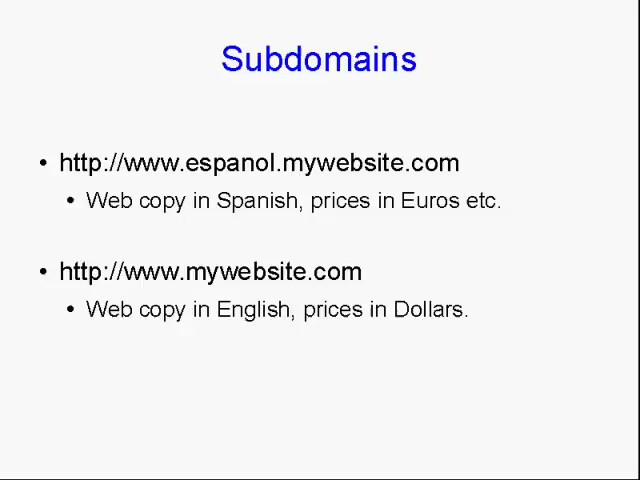 Subdomains
• http://www.espanol.mywebsite.com
• Web copy in Spanish, prices in Euros etc.
• http://www.mywebsite.com
• Web copy in English, prices in Dollars.